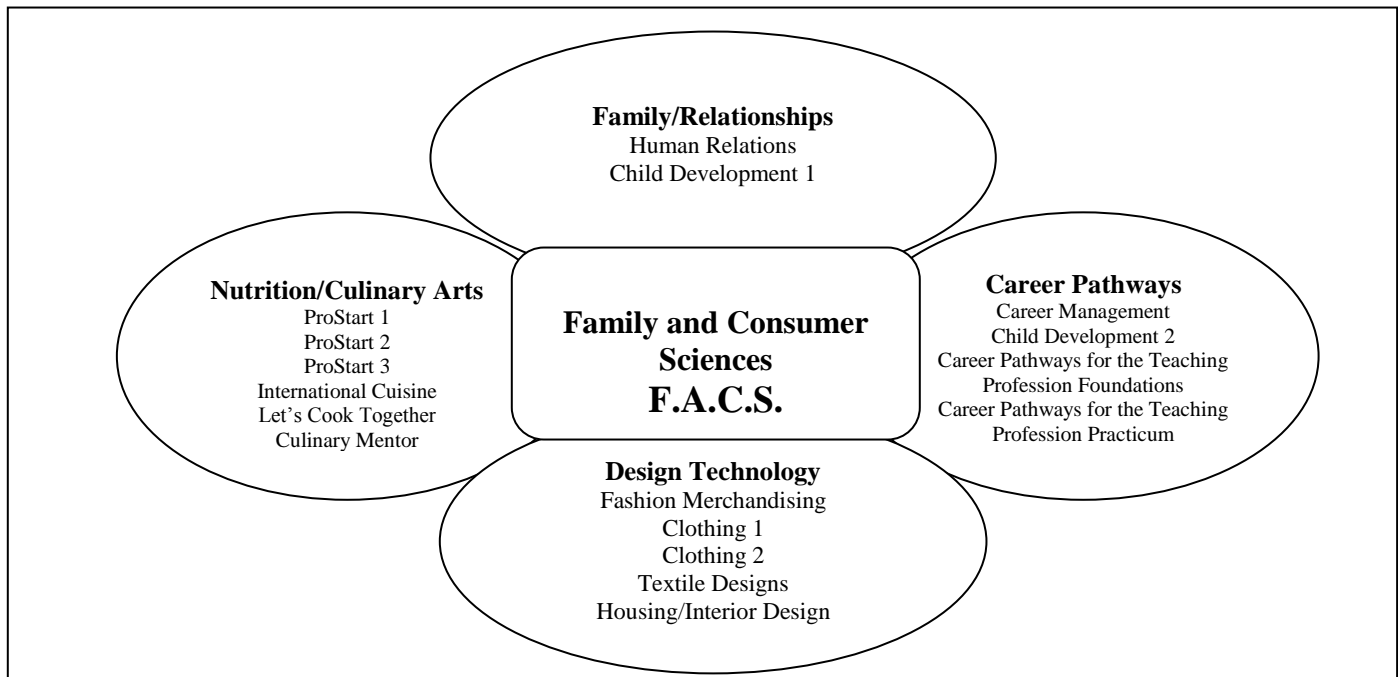 Family/Relationships
Human Relations
Child Development 1
Nutrition/Culinary Arts
ProStart 1
ProStart 2
ProStart 3
International Cuisine
Let’s Cook Together
Culinary Mentor
Family and Consumer
Sciences
F.A.C.S.
Career Pathways
Career Management
Child Development 2
Career Pathways for the Teaching
Profession Foundations
Career Pathways for the Teaching
Profession Practicum
Design Technology
Fashion Merchandising
Clothing 1
Clothing 2
Textile Designs
Housing/Interior Design